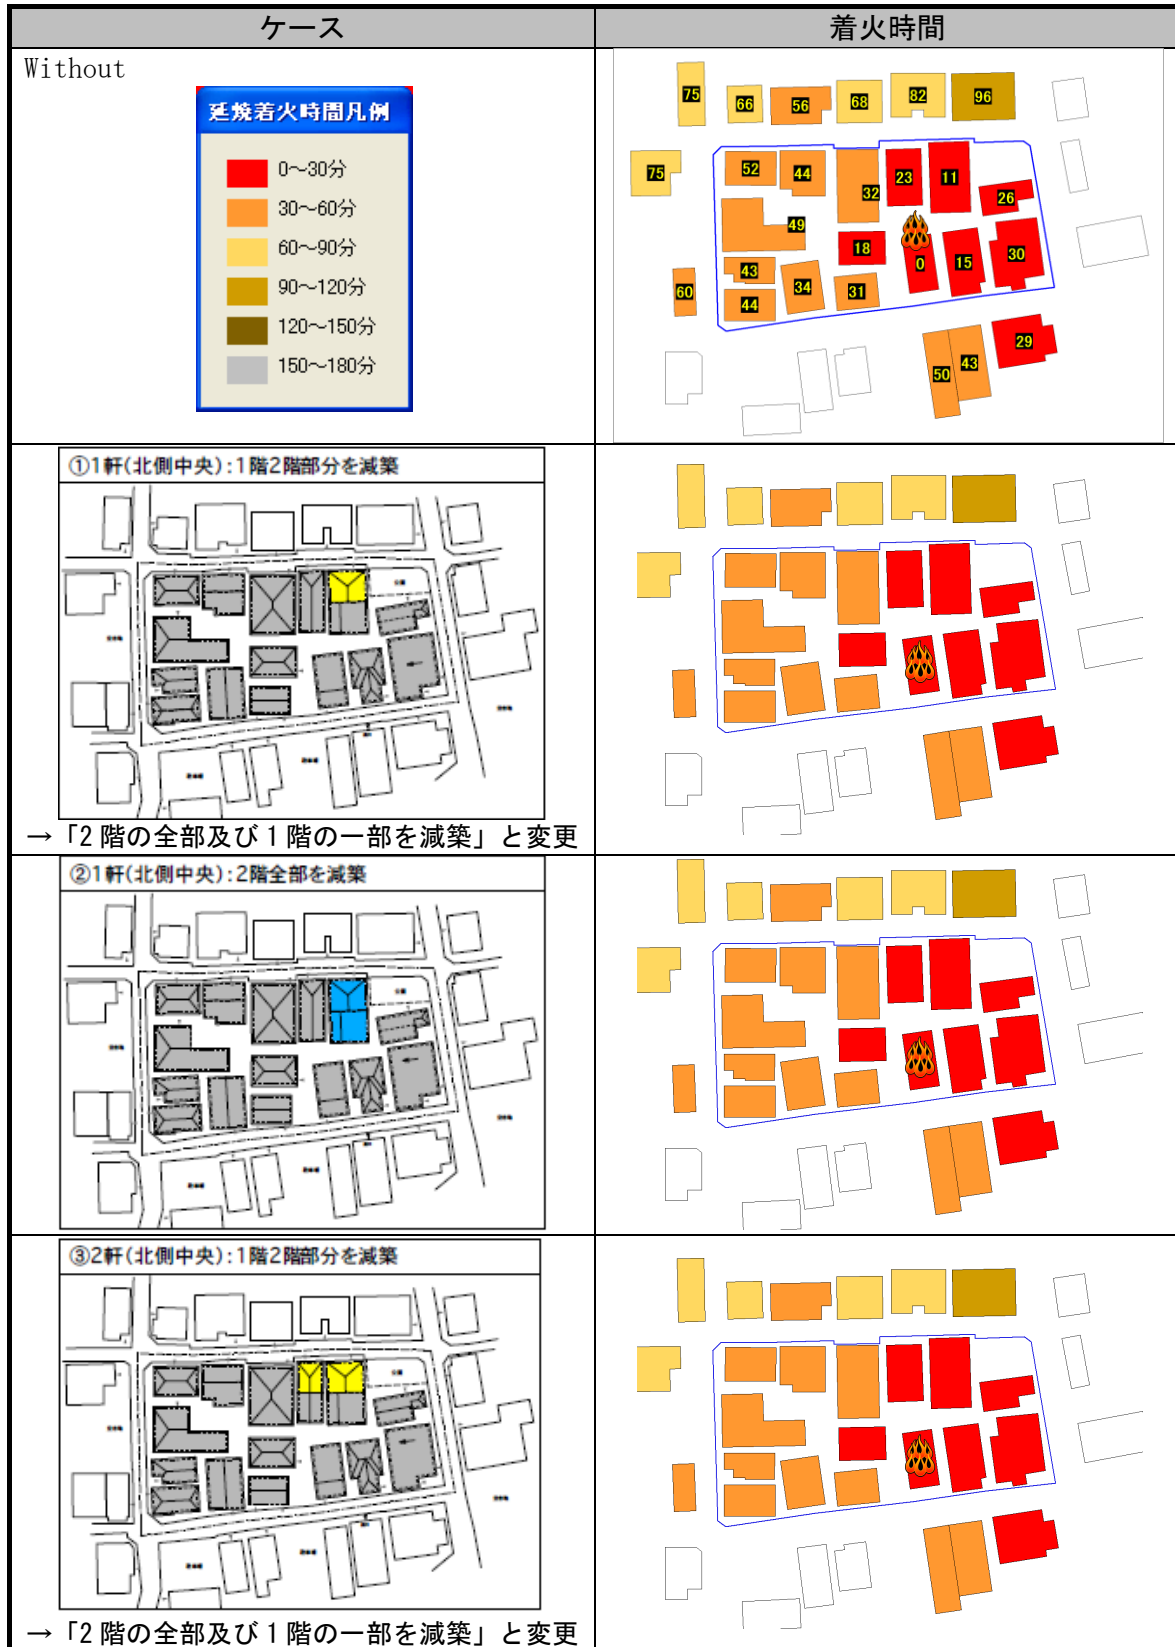 ケース
着火時間
Without
延焼着火時間凡例
0～30分
30～60分
60～90分
90～120分
120～150分
150～180分
75
66
56
68
82
96
75
52
44
32
23
11
26
49
18
0
15
30
43
34
31
44
60
29
43
50
①1軒(北側中央):1階2階部分を減築
→「2階の全部及び1階の一部を減築」と変更
②1軒(北側中央):2階全部を減築
③2軒(北側中央):1階2階部分を減築
→「2階の全部及び1階の一部を減築」と変更